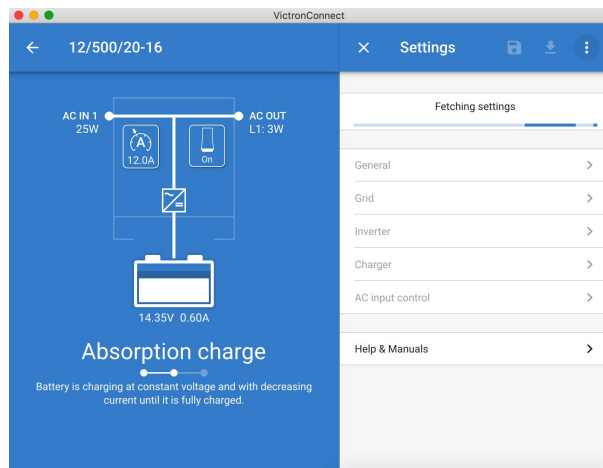 VictronConnect
12/500/20-16
Settings
AC IN 1
25W
AC OUT
L1: 3W
A
12.0A
On
14.35V 0.60A
Absorption charge
Battery is charging at constant voltage and with decreasing
current until it is fully charged.
Fetching settings
General
Grid
Inverter
Charger
AC input control
Help & Manuals